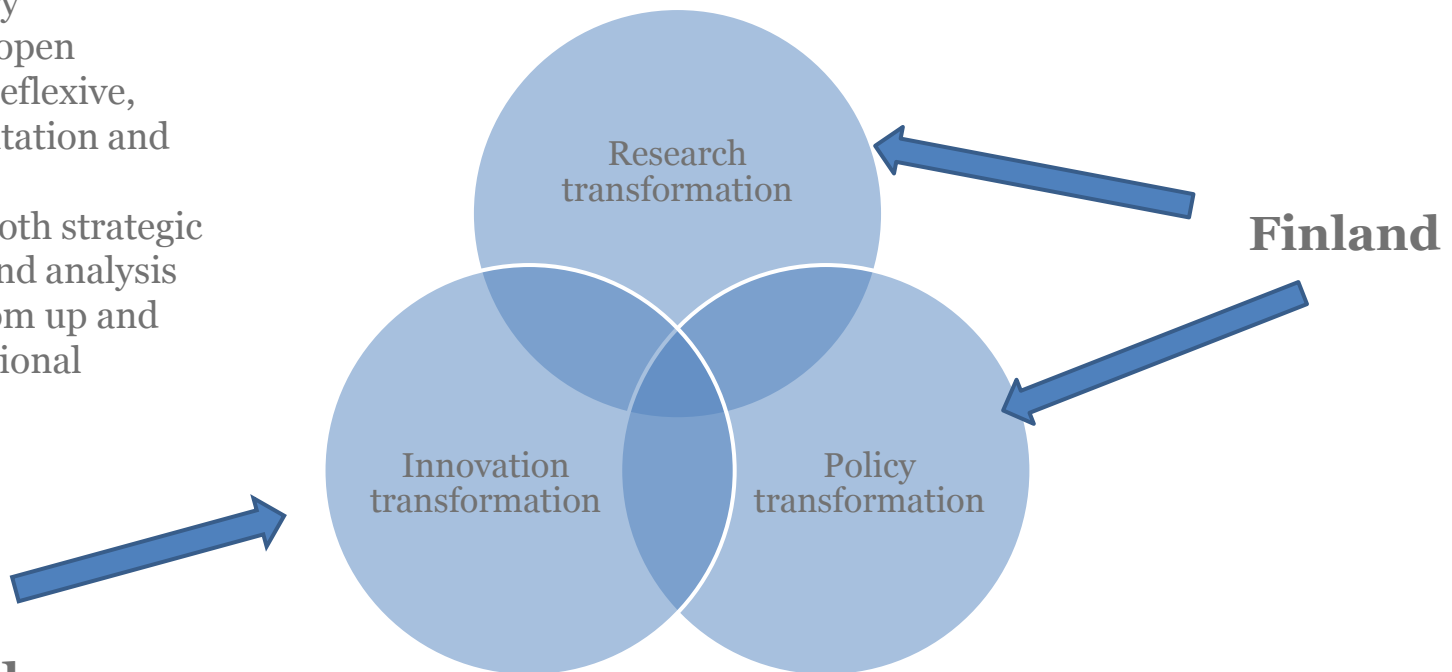 open
eflexive,
tation and
oth strategic
nd analysis
om up and
ional
Research
transformation
Finland
Innovation
transformation
Policy
transformation